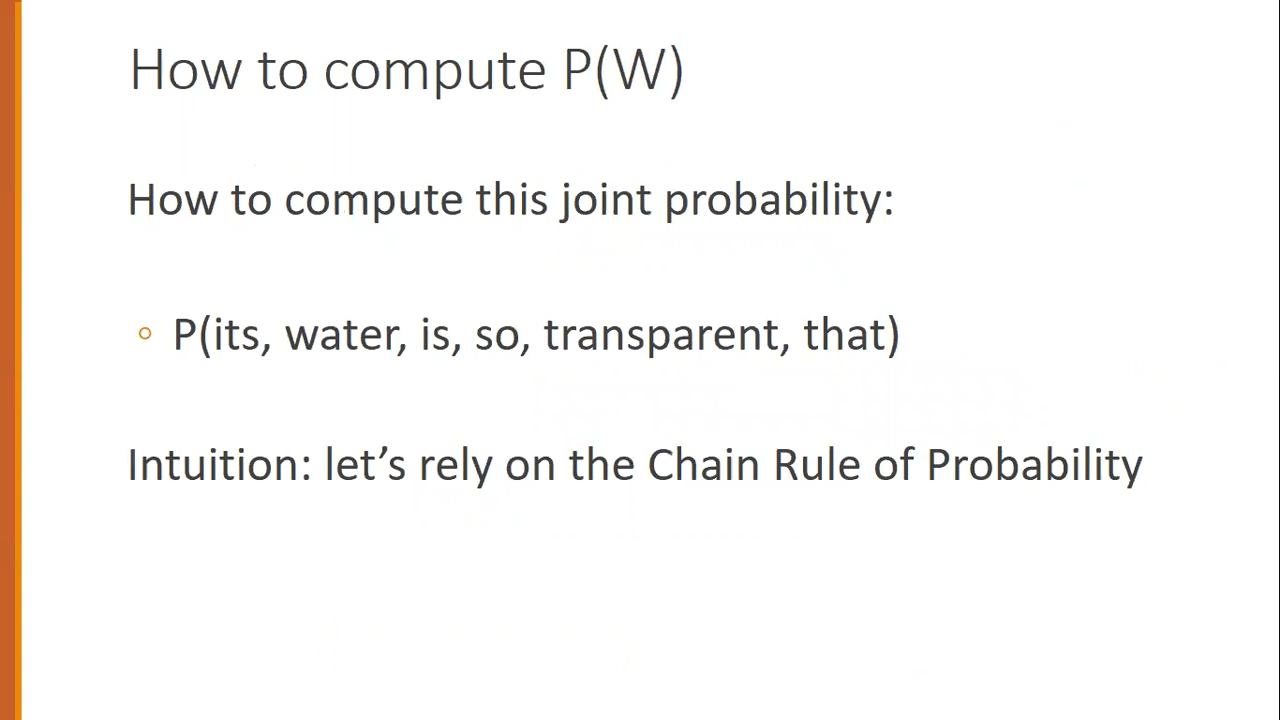 How to compute P(W)
How to compute this joint probability:
◦ P(its, water, is, so, transparent, that)
Intuition: let’s rely on the Chain Rule of Probability